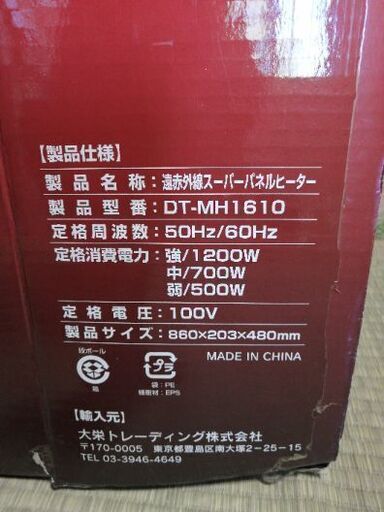 【製品仕様】
製品名称：遠赤外線スーパーパネルヒーター
製品型番：DT-MH1610
定格周波数：50Hz/60Hz
定格消費電力：強/1200W
中/700W
弱/500W
定格電圧：100V
製品サイズ：860×203×480mm
段ボール
箱
プラ
袋：PE
緩衝材：EPS
MADE IN CHINA
【輸入元】
大栄トレーディング株式会社
〒170-0005 東京都豊島区南大塚2-25-15
TEL 03-3946-4649